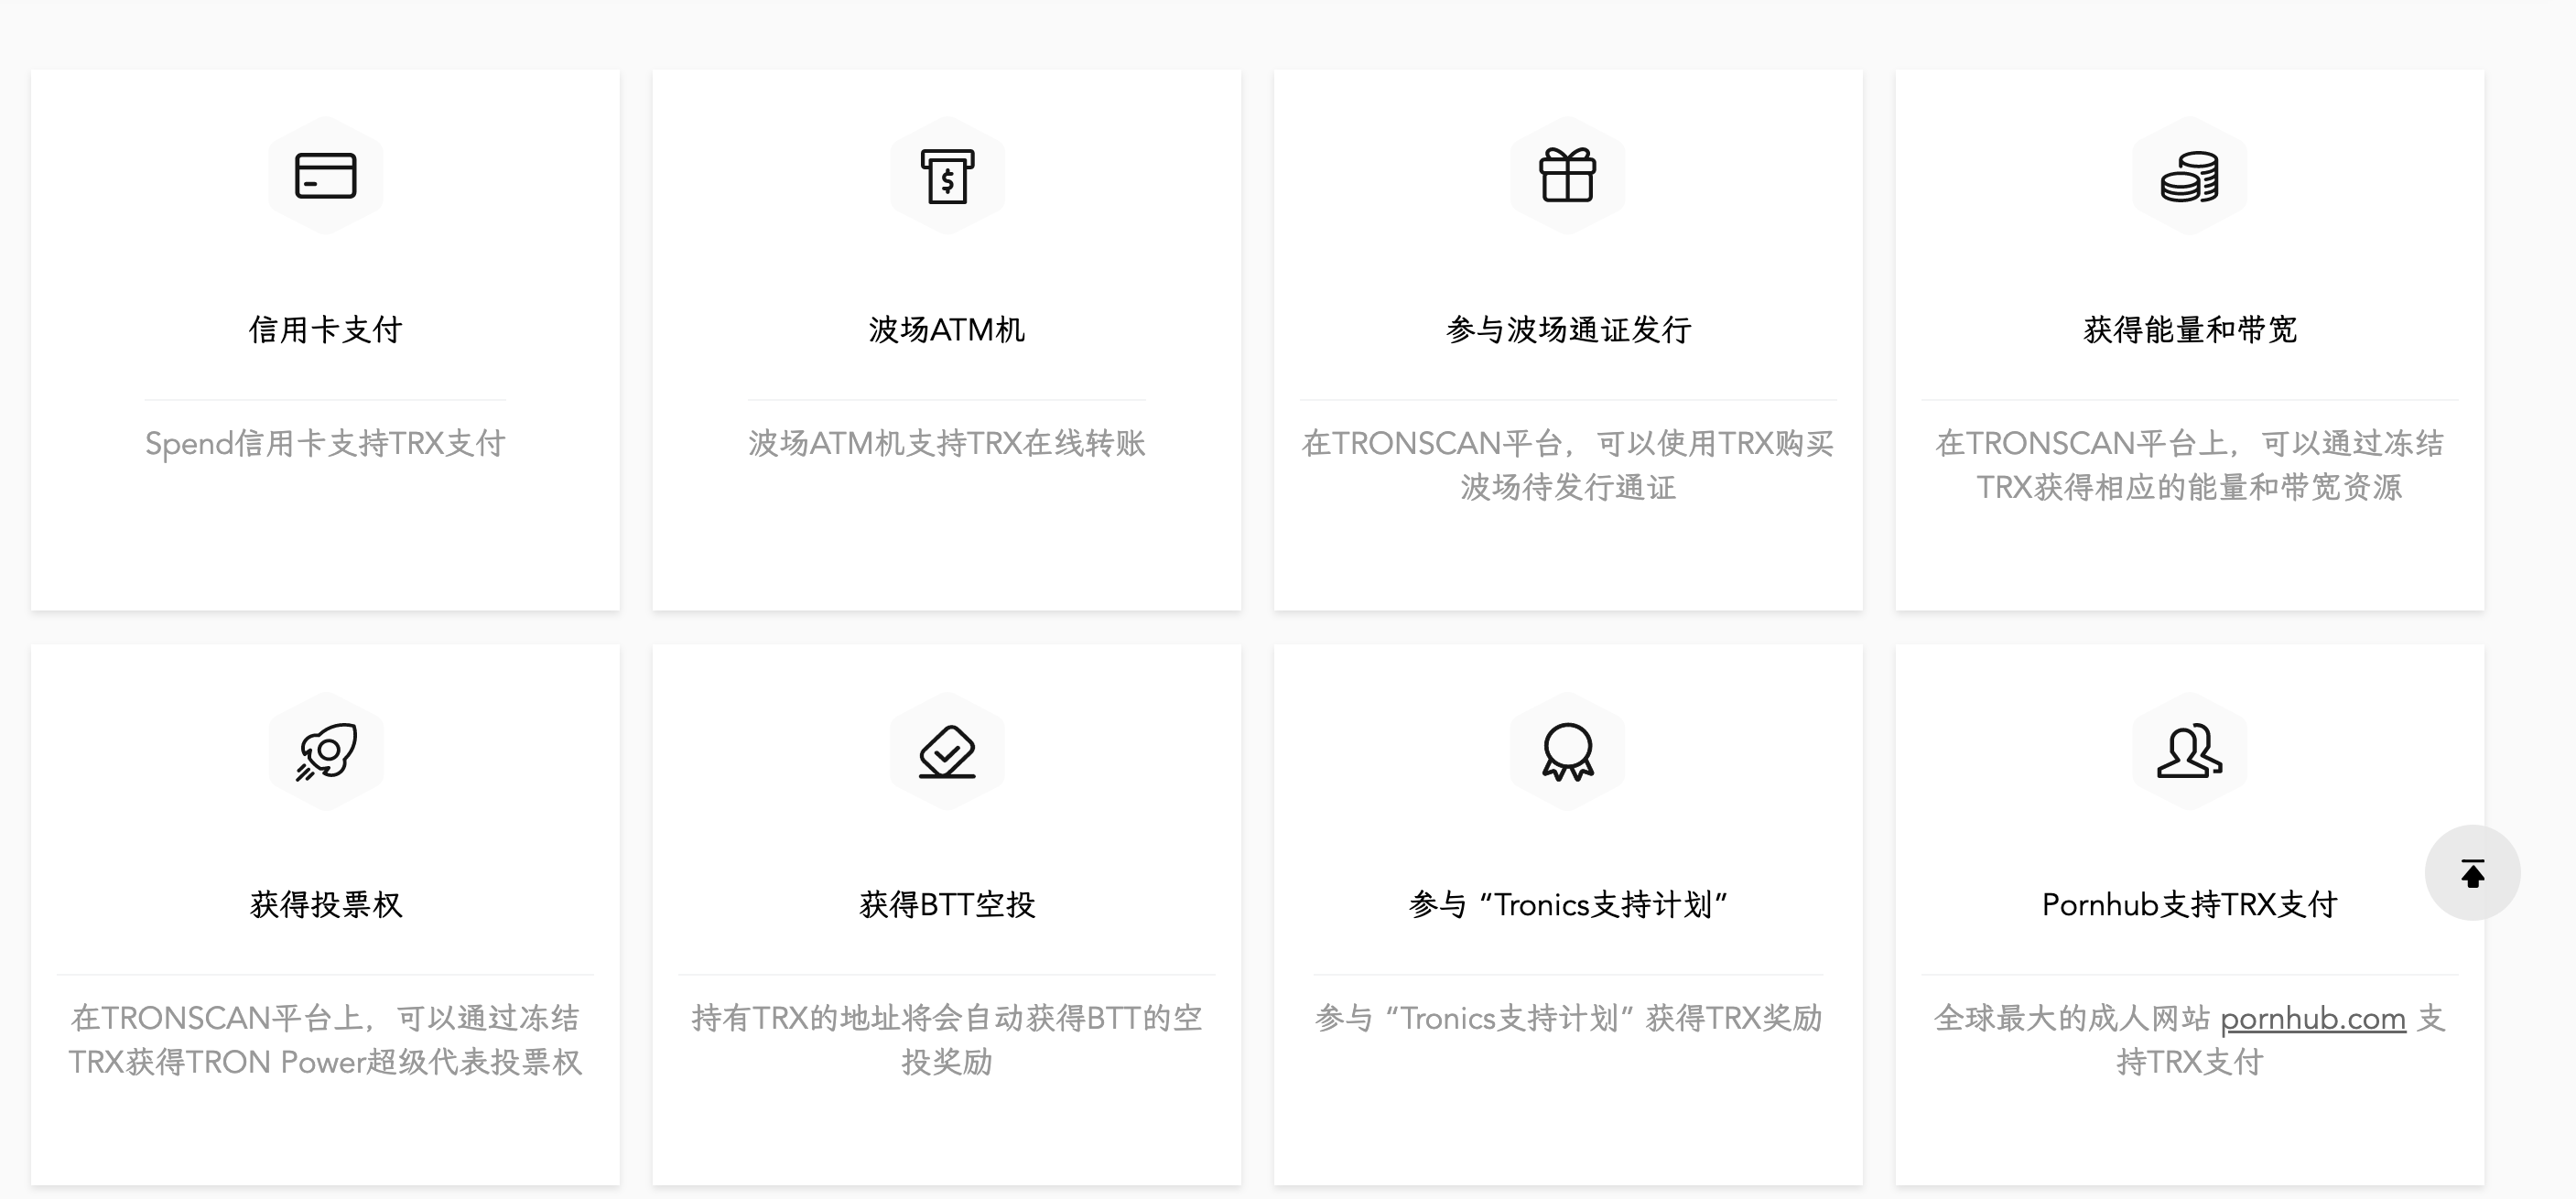 信用卡支付
Spend信用卡支持TRX支付
波场ATM机
波场ATM机支持TRX在线转账
参与波场通证发行
在TRONSCAN平台，可以使用TRX购买
波场待发行通证
获得能量和带宽
在TRONSCAN平台上，可以通过冻结
TRX获得相应的能量和带宽资源
获得投票权
在TRONSCAN平台上，可以通过冻结
TRX获得TRON Power超级代表投票权
获得BTT空投
持有TRX的地址将会自动获得BTT的空
投奖励
参与 “Tronics支持计划”
参与 “Tronics支持计划” 获得TRX奖励
Pornhub支持TRX支付
全球最大的成人网站 pornhub.com 支
持TRX支付